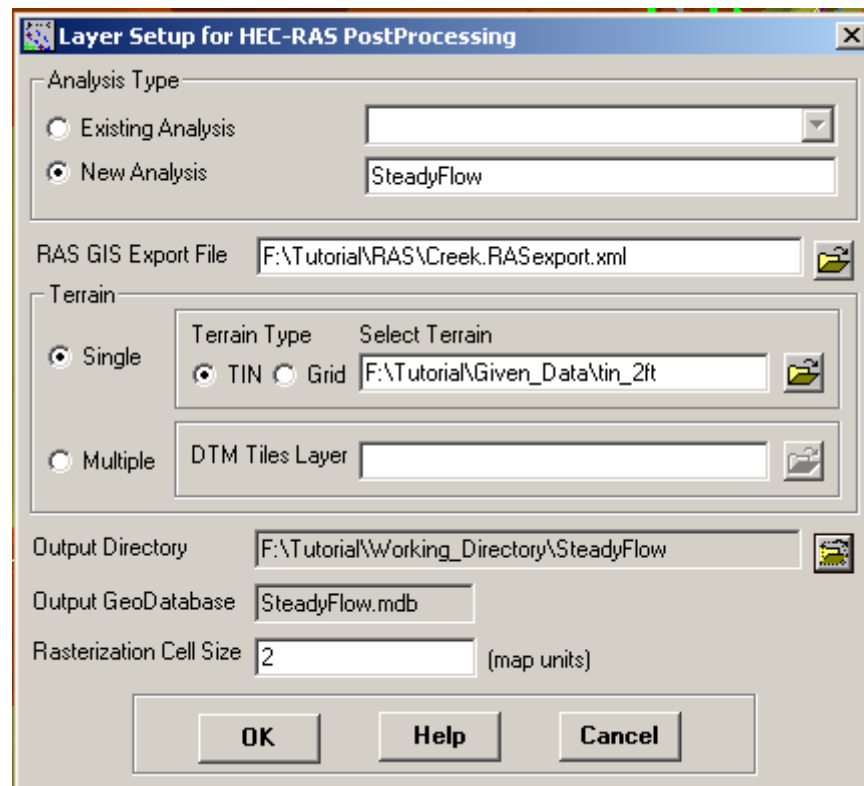 Layer Setup for HEC-RAS PostProcessing
Analysis Type
Existing Analysis
New Analysis SteadyFlow
RAS GIS Export File F:\Tutorial\RAS\Creek.RASexport.xml
Terrain
Terrain Type Select Terrain
Single
TIN Grid F:\Tutorial\Given_Data\tin_2ft
Multiple DTM Tiles Layer
Output Directory F:\Tutorial\Working_Directory\SteadyFlow
Output GeoDatabase SteadyFlow.mdb
Rasterization Cell Size 2 (map units)
OK Help Cancel